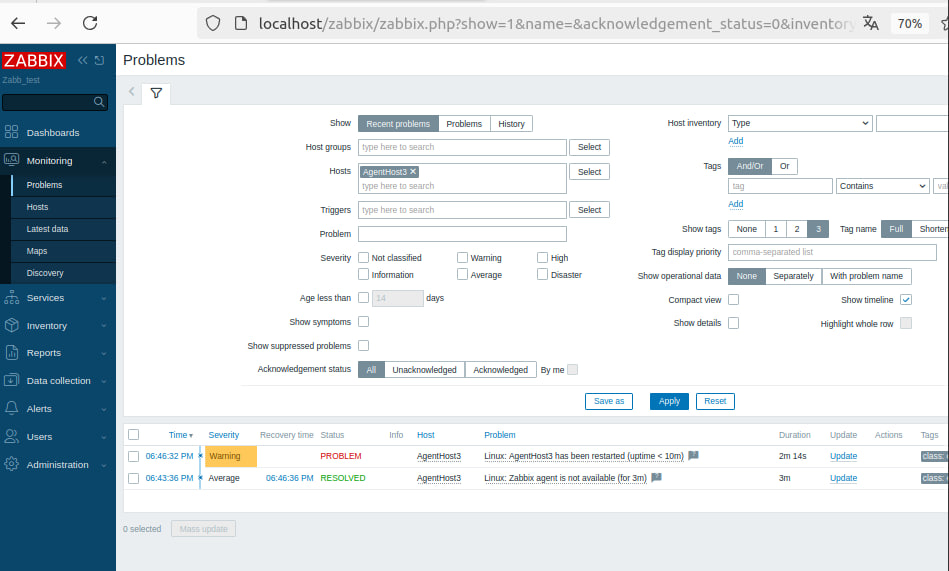 localhost/zabbix/zabbix.php?show=1&name=&acknowledgement_status=0&inventory
70%
ZABBIX
Zabb_test
Dashboards
Monitoring
Problems
Hosts
Latest data
Maps
Discovery
Services
Inventory
Reports
Data collection
Alerts
Users
Administration
Problems
Show Recent problems Problems History
Host groups type here to search Select
Hosts AgentHost3 Select
type here to search
Triggers type here to search Select
Problem
Severity Not classified Warning High
Information Average Disaster
Age less than 14 days
Show symptoms
Show suppressed problems
Acknowledgement status All Unacknowledged Acknowledged By me
Host inventory Type
Add
Tags And/Or Or
tag Contains
Add
Show tags None 1 2 3 Tag name Full Shorten
Tag display priority comma-separated list
Show operational data None Separately With problem name
Compact view Show timeline
Show details Highlight whole row
Save as Apply Reset
Time Severity Recovery time Status Info Host Problem Duration Update Actions Tags
06:46:32 PM Warning PROBLEM AgentHost3 Linux: AgentHost3 has been restarted (uptime < 10m) 2m 14s Update class:
06:43:36 PM Average 06:46:36 PM RESOLVED AgentHost3 Linux: Zabbix agent is not available (for 3m) 3m Update class:
0 selected Mass update